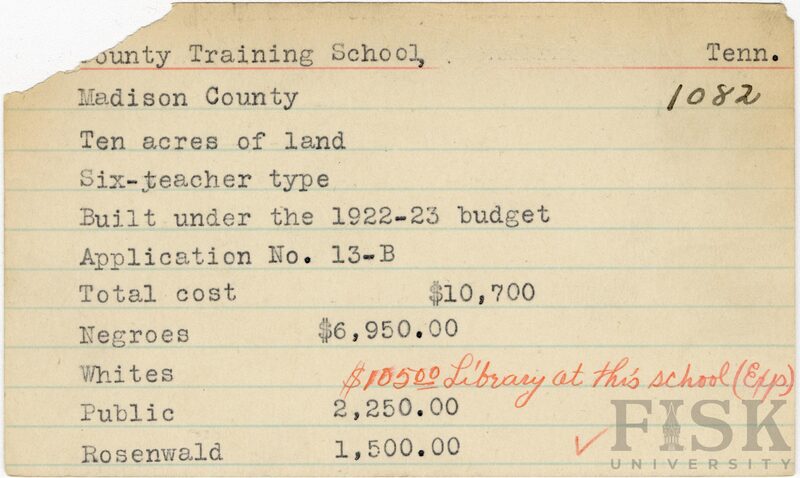 County Training School, Tenn.
Madison County 1082
Ten acres of land
Six-teacher type
Built under the 1922-23 budget
Application No. 13-B
Total cost $10,700
Negroes $6,950.00
Whites
$105.00 Library at this school (Exp)
Public 2,250.00
Rosenwald 1,500.00
FISK
UNIVERSITY